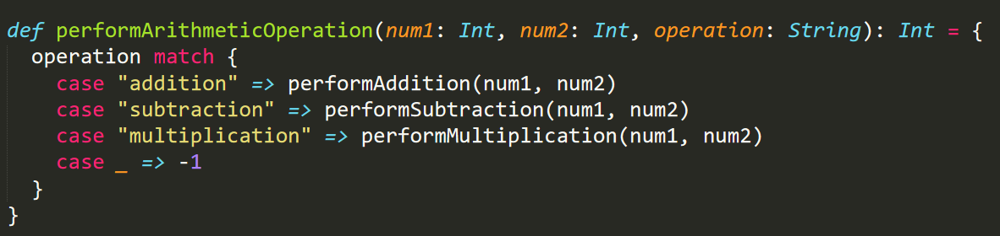 def performArithmeticOperation(num1: Int, num2: Int, operation: String): Int = {
  operation match {
    case "addition" => performAddition(num1, num2)
    case "subtraction" => performSubtraction(num1, num2)
    case "multiplication" => performMultiplication(num1, num2)
    case _ => -1
  }
}